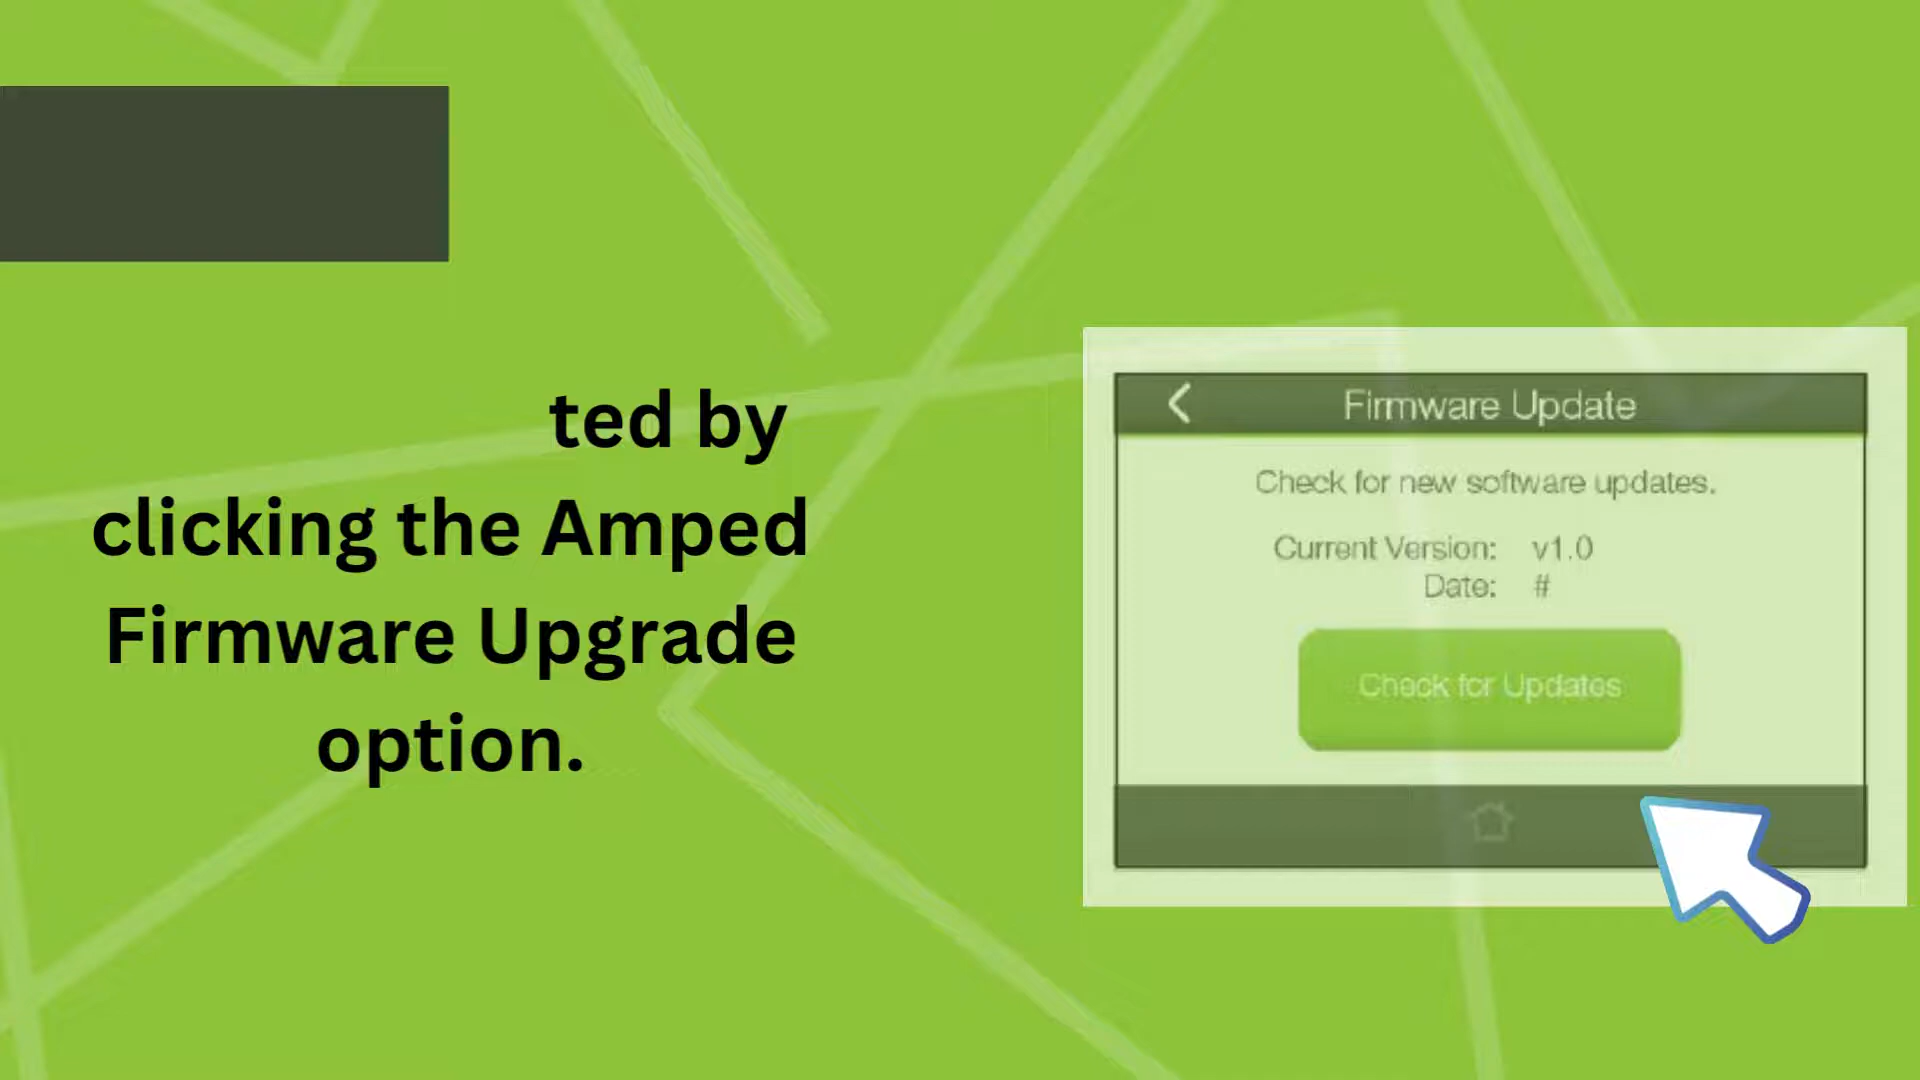 ted by
clicking the Amped
Firmware Upgrade
option.
Firmware Update
Check for new software updates.
Current Version: v1.0
Date: #
Check for Updates